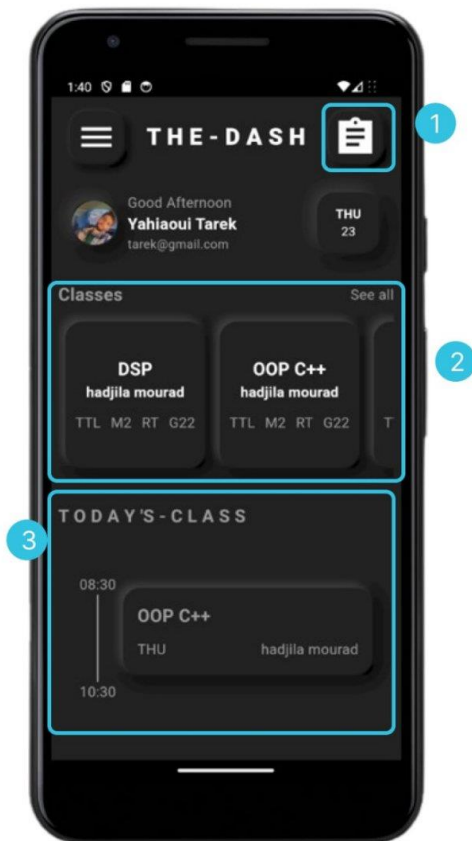 1:40
THE-DASH
1
Good Afternoon
Yahiaoui Tarek
tarek@gmail.com
THU
23
Classes
See all
2
DSP
hadjila mourad
TTL M2 RT G22
OOP C++
hadjila mourad
TTL M2 RT G22
T
3
TODAY'S-CLASS
08:30
OOP C++
THU
hadjila mourad
10:30